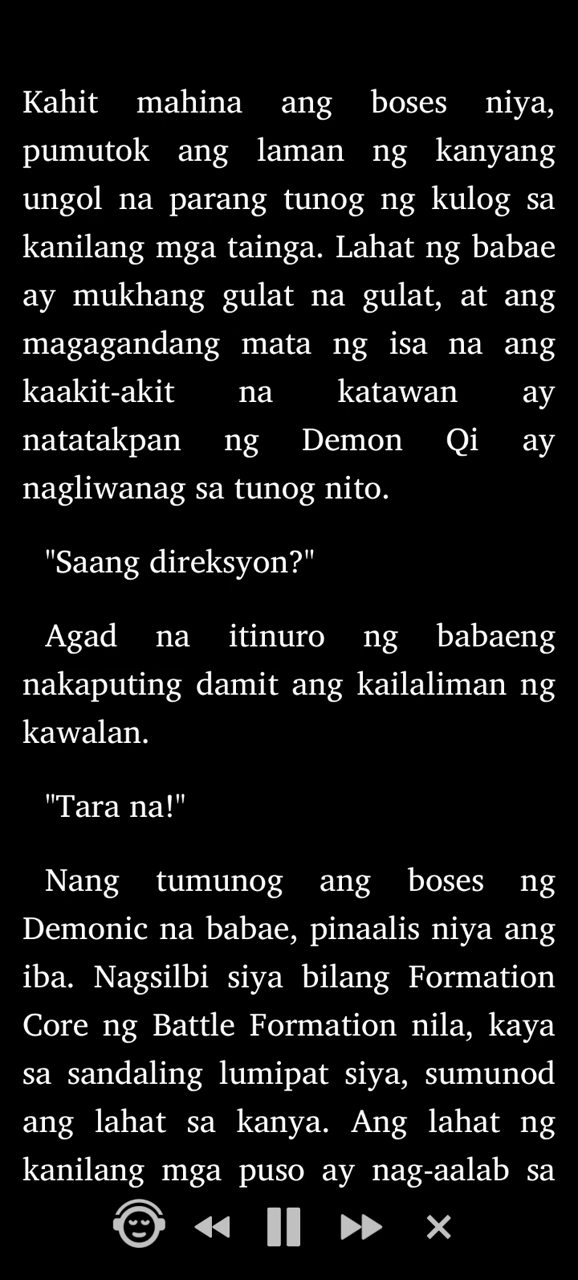 Kahit mahina ang boses niya,
pumutok ang laman ng kanyang
ungol na parang tunog ng kulog sa
kanilang mga tainga. Lahat ng babae
ay mukhang gulat na gulat, at ang
magagandang mata ng isa na ang
kaakit-akit na katawan ay
natatakpan ng Demon Qi ay
nagliwanag sa tunog nito.
"Saang direksyon?"
Agad na itinuro ng babaeng
nakaputing damit ang kailaliman ng
kawalan.
"Tara na!"
Nang tumunog ang boses ng
Demonic na babae, pinaalis niya ang
iba. Nagsilbi siya bilang Formation
Core ng Battle Formation nila, kaya
sa sandaling lumipat siya, sumunod
ang lahat sa kanya. Ang lahat ng
kanilang mga puso ay nag-aalab sa